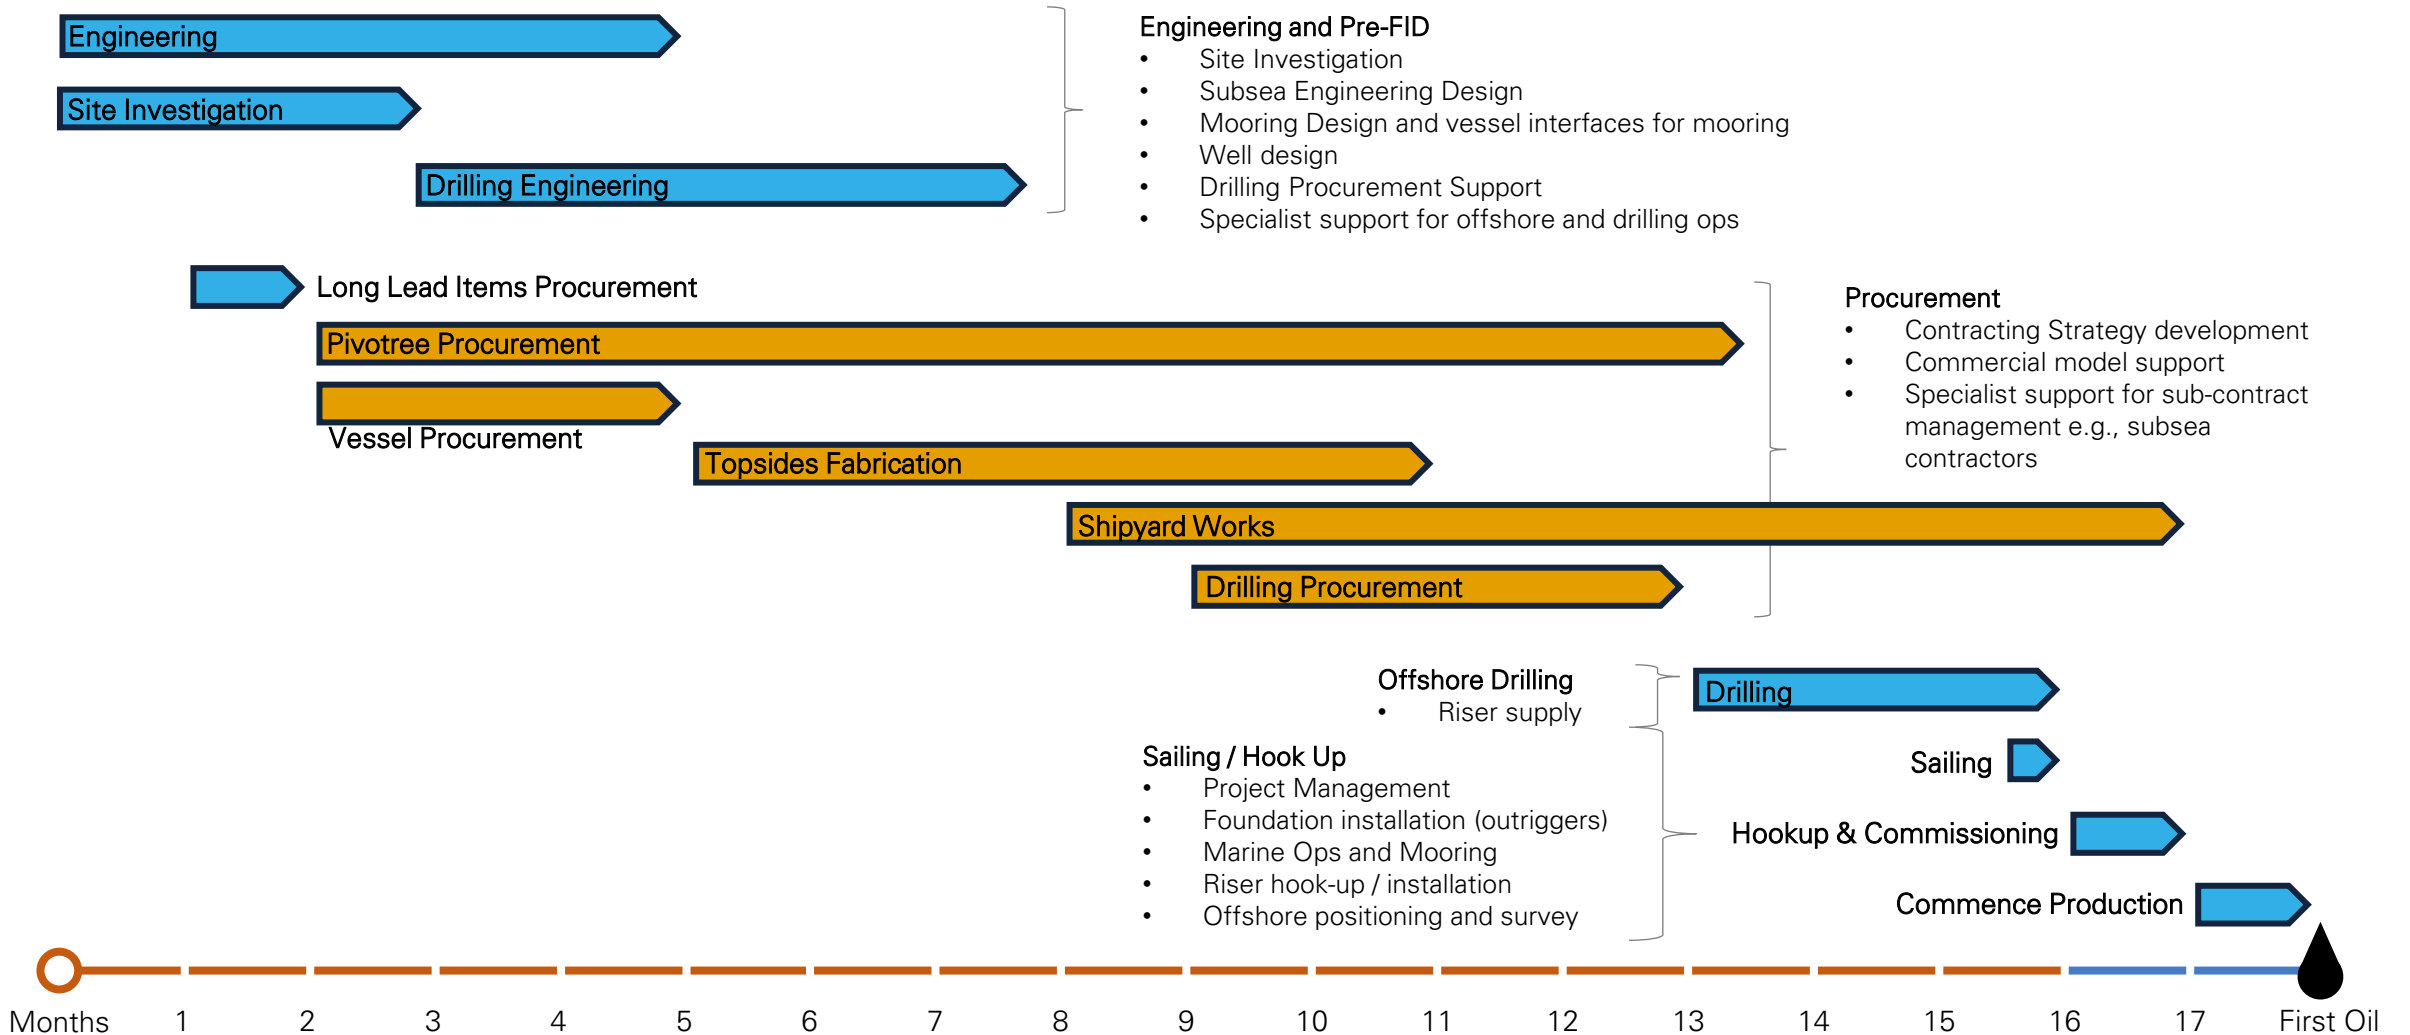 Engineering
Site Investigation
Drilling Engineering
Engineering and Pre-FID
• Site Investigation
• Subsea Engineering Design
• Mooring Design and vessel interfaces for mooring
• Well design
• Drilling Procurement Support
• Specialist support for offshore and drilling ops
Long Lead Items Procurement
Pivotree Procurement
Vessel Procurement
Topsides Fabrication
Shipyard Works
Drilling Procurement
Procurement
• Contracting Strategy development
• Commercial model support
• Specialist support for sub-contract
management e.g., subsea
contractors
Offshore Drilling
• Riser supply
Drilling
Sailing / Hook Up
• Project Management
• Foundation installation (outriggers)
• Marine Ops and Mooring
• Riser hook-up / installation
• Offshore positioning and survey
Sailing
Hookup & Commissioning
Commence Production
Months 1 2 3 4 5 6 7 8 9 10 11 12 13 14 15 16 17 First Oil